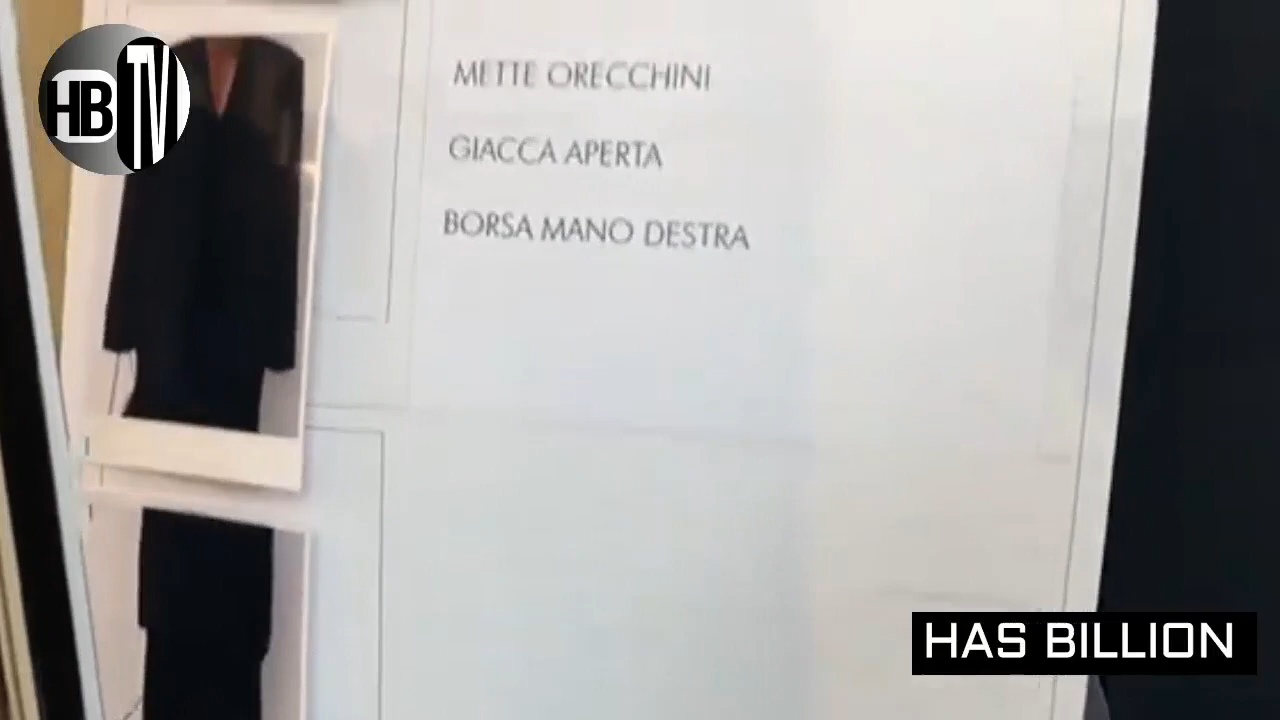 HB TV
METTE ORECCHINI
GIACCA APERTA
BORSA MANO DESTRA
HAS BILLION